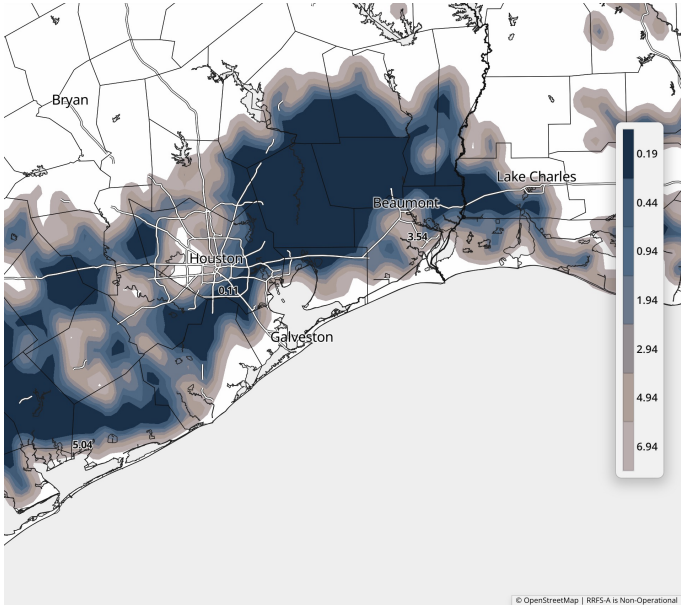 Bryan
0.19
Lake Charles
0.44
Beaumont
3.54
0.94
Houston
0.11
1.94
Galveston
2.94
4.94
5.04
6.94
© OpenStreetMap | RRFS-A is Non-Operational